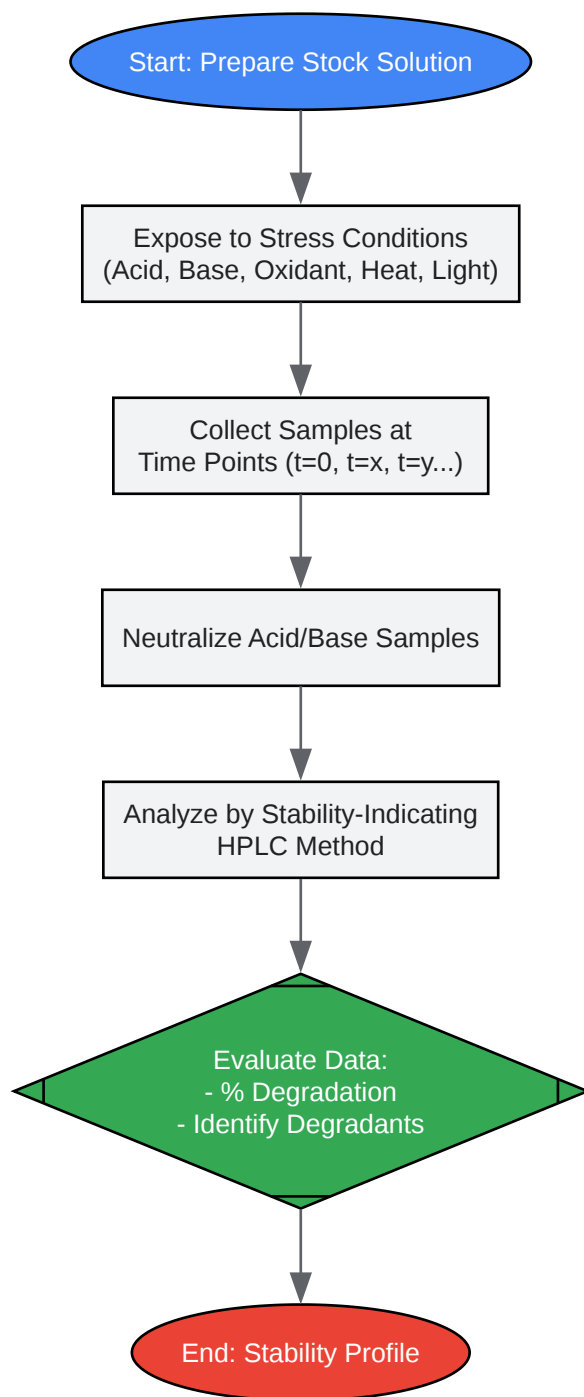 Start: Prepare Stock Solution
Expose to Stress Conditions
(Acid, Base, Oxidant, Heat, Light)
Collect Samples at
Time Points (t=0, t=x, t=y...)
Neutralize Acid/Base Samples
Analyze by Stability-Indicating
HPLC Method
Evaluate Data:
- % Degradation
- Identify Degradants
End: Stability Profile